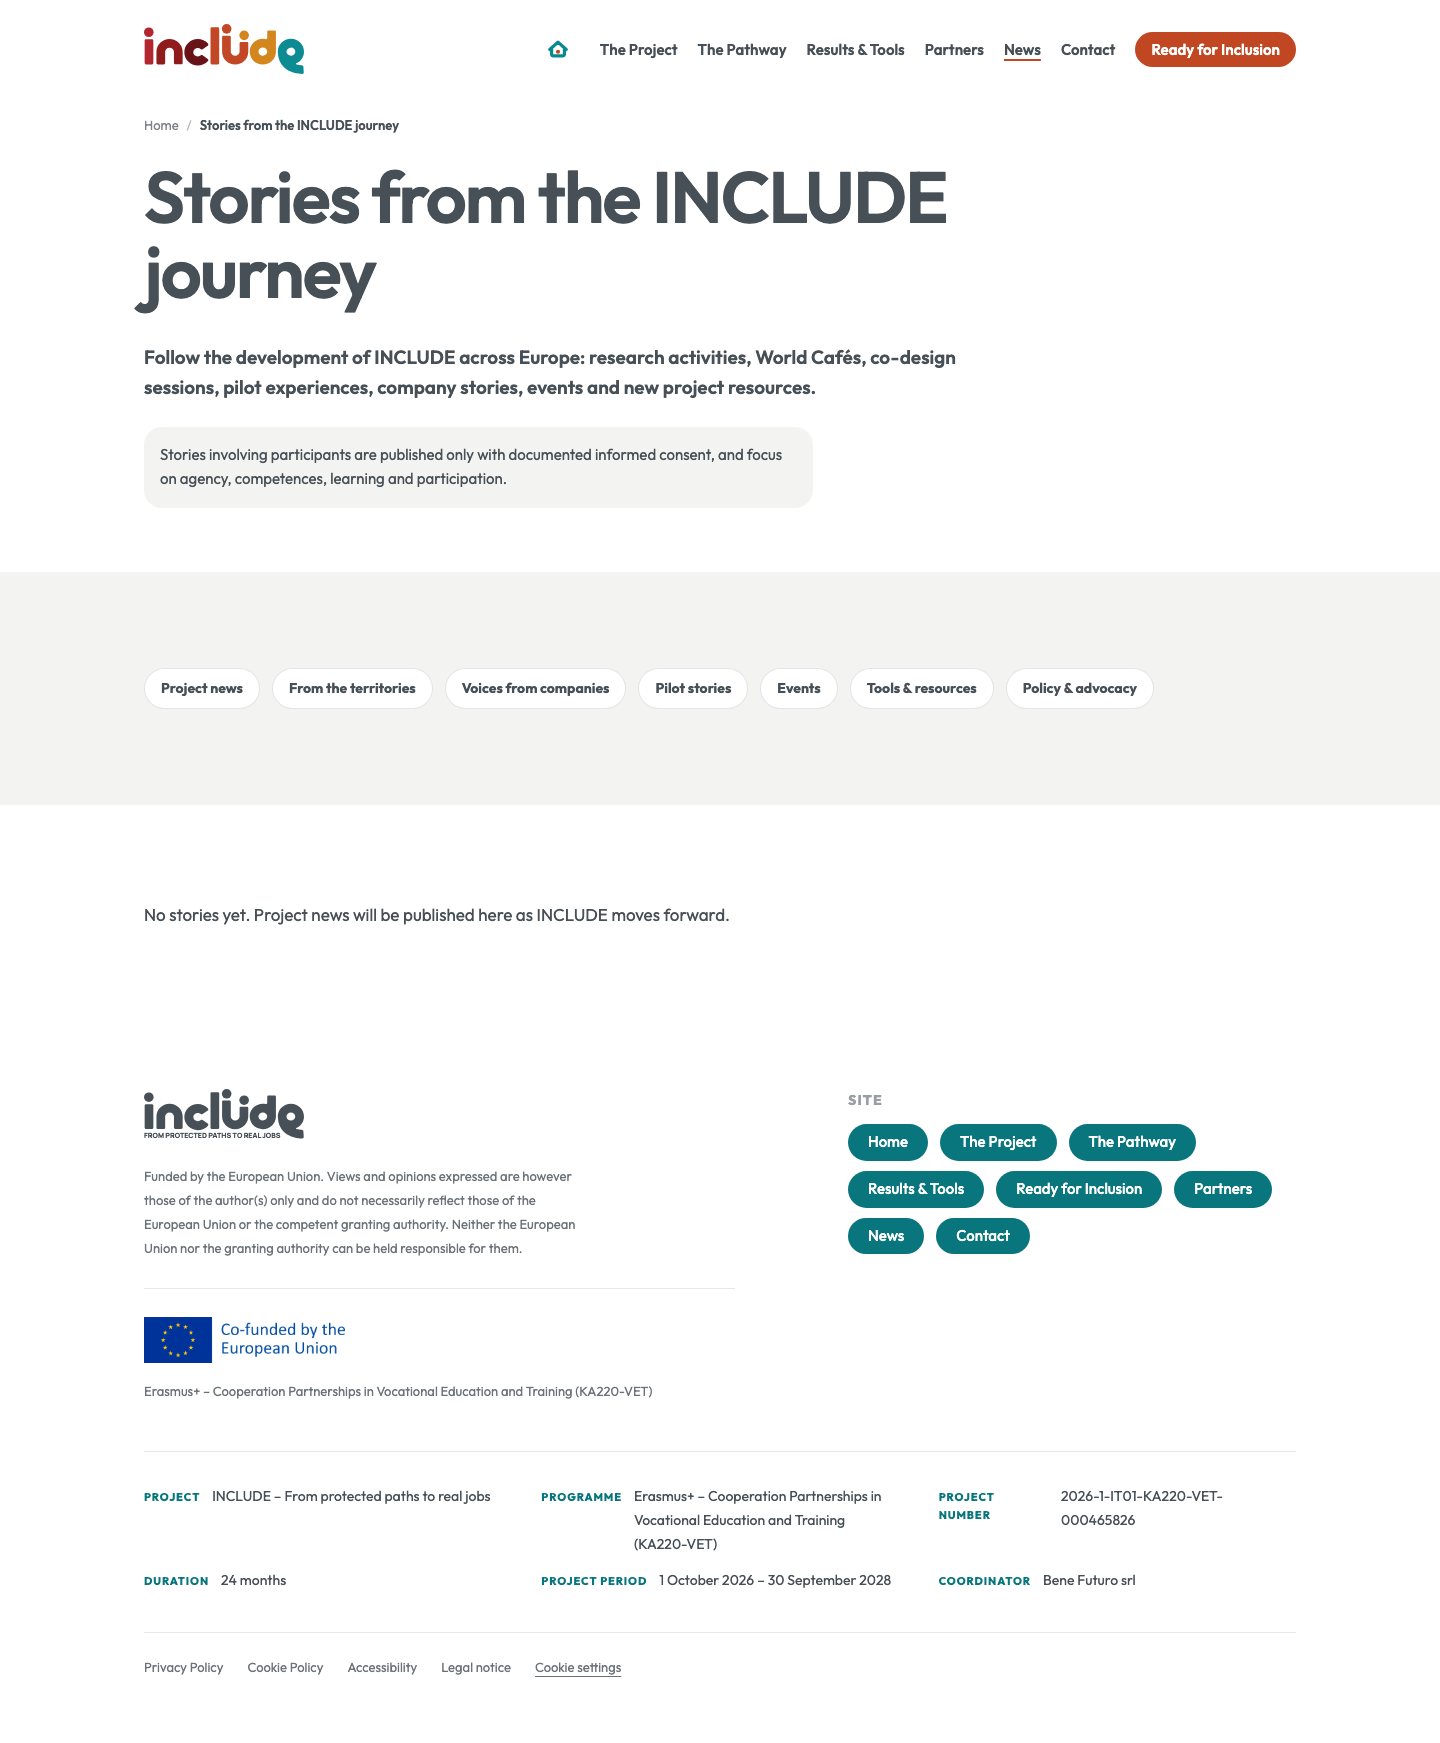 include
The Project
The Pathway
Results & Tools
Partners
News
Contact
Ready for Inclusion
Home / Stories from the INCLUDE journey
Stories from the INCLUDE
journey
Follow the development of INCLUDE across Europe: research activities, World Cafés, co-design
sessions, pilot experiences, company stories, events and new project resources.
Stories involving participants are published only with documented informed consent, and focus
on agency, competences, learning and participation.
Project news
From the territories
Voices from companies
Pilot stories
Events
Tools & resources
Policy & advocacy
No stories yet. Project news will be published here as INCLUDE moves forward.
include
FROM PROTECTED PATHS TO REAL JOBS
Funded by the European Union. Views and opinions expressed are however
those of the author(s) only and do not necessarily reflect those of the
European Union or the competent granting authority. Neither the European
Union nor the granting authority can be held responsible for them.
Co-funded by the
European Union
Erasmus+ – Cooperation Partnerships in Vocational Education and Training (KA220-VET)
SITE
Home
The Project
The Pathway
Results & Tools
Ready for Inclusion
Partners
News
Contact
PROJECT INCLUDE – From protected paths to real jobs
PROGRAMME Erasmus+ – Cooperation Partnerships in
Vocational Education and Training
(KA220-VET)
PROJECT
NUMBER
2026-1-IT01-KA220-VET-
000465826
DURATION 24 months
PROJECT PERIOD 1 October 2026 – 30 September 2028
COORDINATOR Bene Futuro srl
Privacy Policy
Cookie Policy
Accessibility
Legal notice
Cookie settings